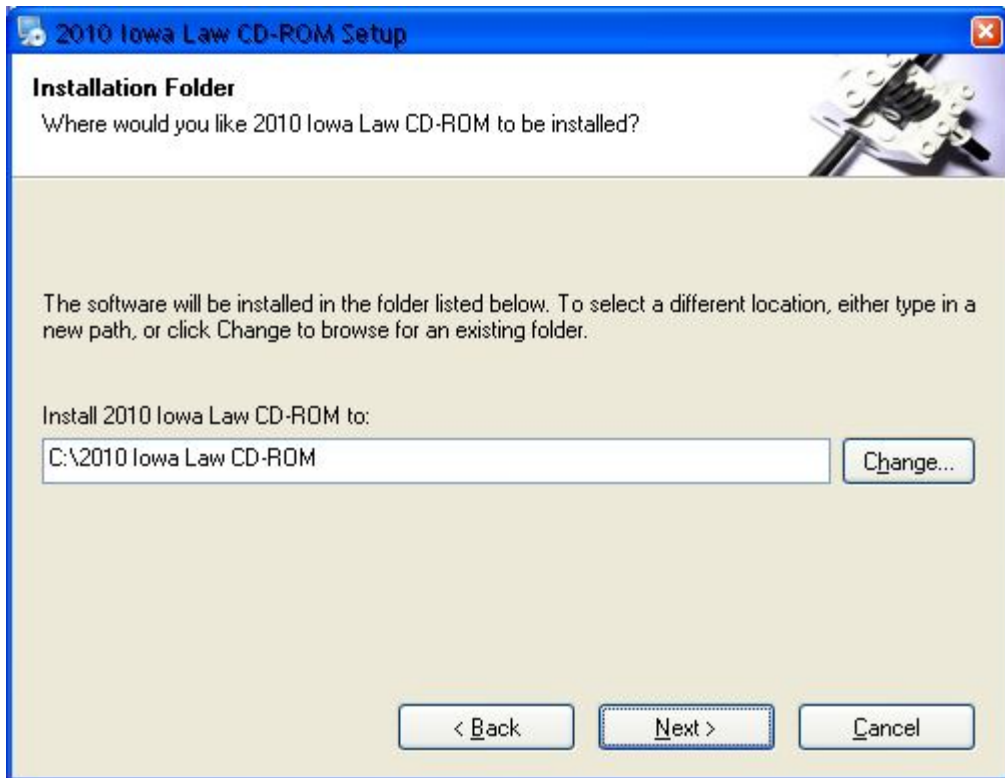 2010 Iowa Law CD-ROM Setup
Installation Folder
Where would you like 2010 Iowa Law CD-ROM to be installed?
The software will be installed in the folder listed below. To select a different location, either type in a
new path, or click Change to browse for an existing folder.
Install 2010 Iowa Law CD-ROM to:
C:\2010 Iowa Law CD-ROM
Change...
< Back
Next >
Cancel